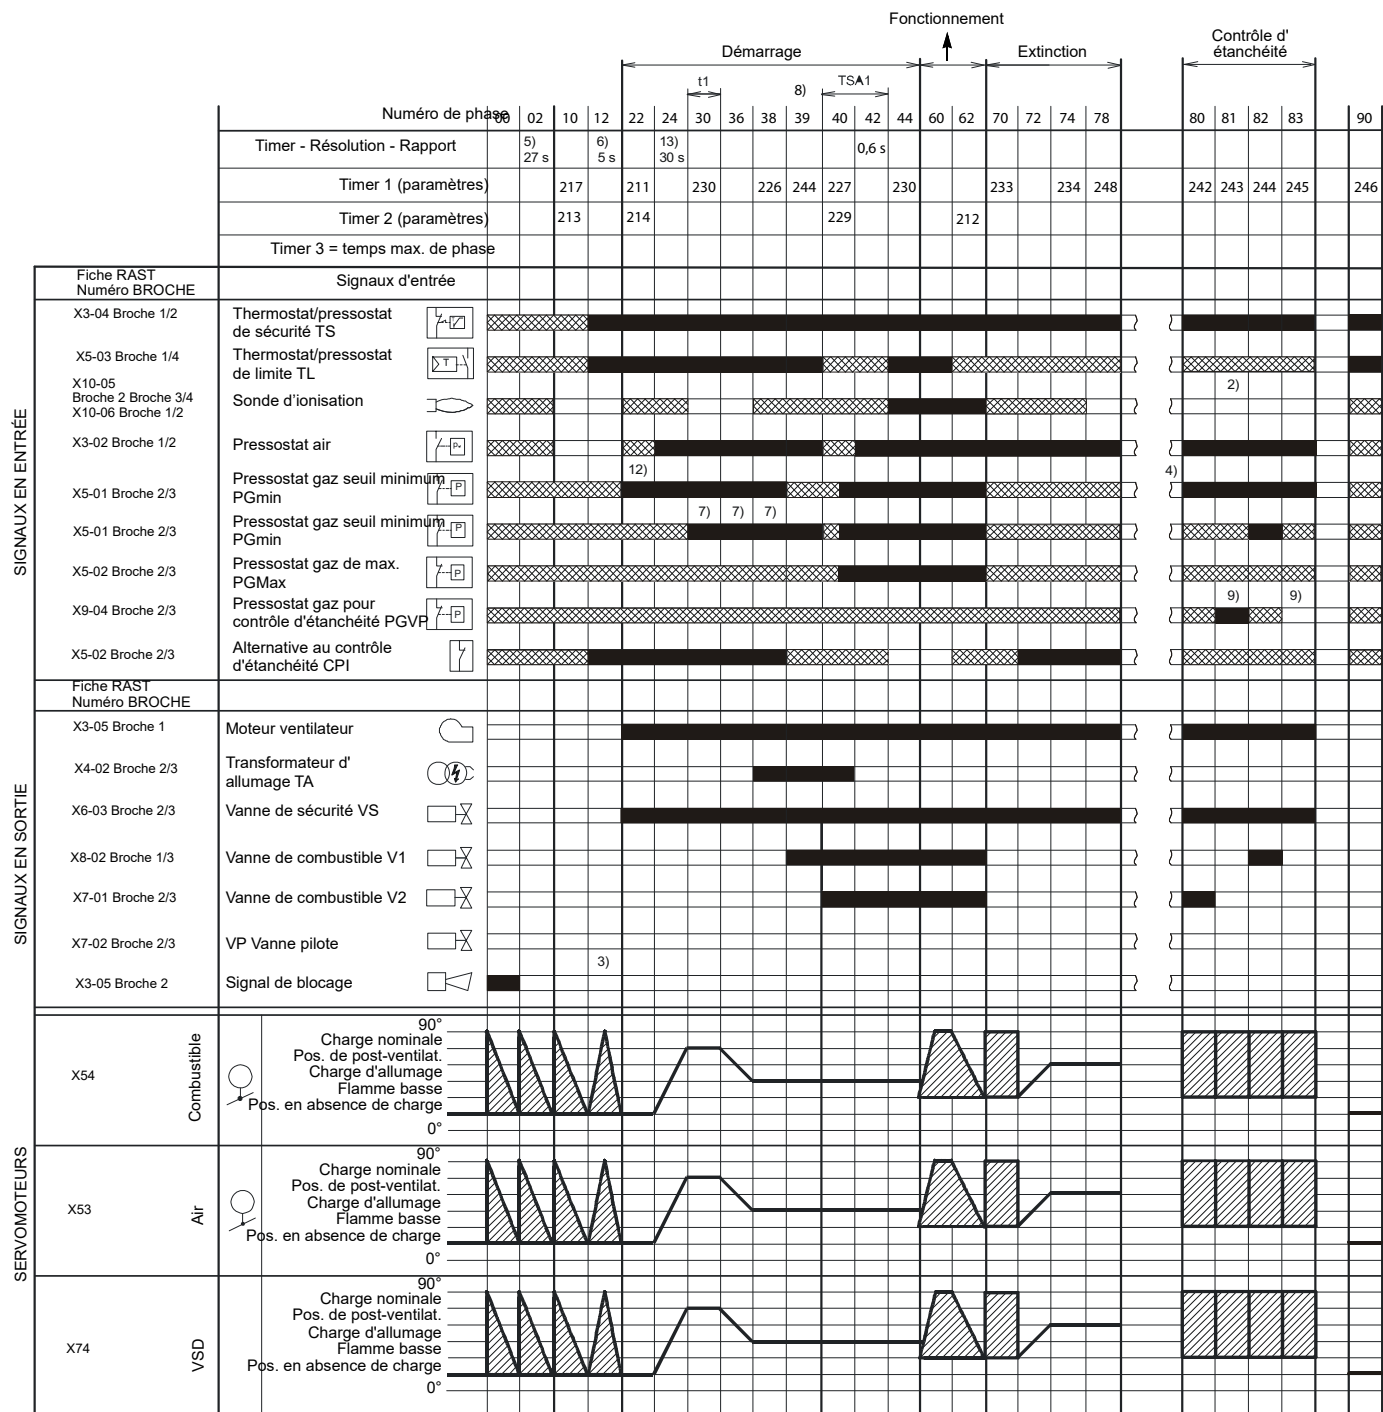 Fonctionnement
Démarrage
Extinction
Contrôle d'
étanchéité
t1
8)
TSA1
Numéro de phase 00 02 10 12 22 24 30 36 38 39 40 42 44 60 62 70 72 74 78 80 81 82 83 90
Timer - Résolution - Rapport
5)
27 s
6)
5 s
13)
30 s
0,6 s
Timer 1 (paramètres) 217 211 230 226 244 227 230 233 234 248 242 243 244 245 246
Timer 2 (paramètres) 213 214 229 212
Timer 3 = temps max. de phase
SIGNAUX EN ENTRÉE
Fiche RAST
Numéro BROCHE
Signaux d'entrée
X3-04 Broche 1/2
Thermostat/pressostat
de sécurité TS
X5-03 Broche 1/4
Thermostat/pressostat
de limite TL
T
X10-05
Broche 2 Broche 3/4
X10-06 Broche 1/2
Sonde d'ionisation
2)
X3-02 Broche 1/2
Pressostat air
12)
4)
X5-01 Broche 2/3
Pressostat gaz seuil minimum
PGmin
P
7) 7) 7)
X5-01 Broche 2/3
Pressostat gaz seuil minimum
PGmin
P
X5-02 Broche 2/3
Pressostat gaz de max.
PGMax
P
X9-04 Broche 2/3
Pressostat gaz pour
contrôle d'étanchéité PGVP
P
9) 9)
X5-02 Broche 2/3
Alternative au contrôle
d'étanchéité CPI
SIGNAUX EN SORTIE
Fiche RAST
Numéro BROCHE
X3-05 Broche 1
Moteur ventilateur
X4-02 Broche 2/3
Transformateur d'
allumage TA
X6-03 Broche 2/3
Vanne de sécurité VS
X8-02 Broche 1/3
Vanne de combustible V1
X7-01 Broche 2/3
Vanne de combustible V2
X7-02 Broche 2/3
VP Vanne pilote
3)
X3-05 Broche 2
Signal de blocage
SERVOMOTEURS
X54
Combustible
90°
Charge nominale
Pos. de post-ventilat.
Charge d'allumage
Flamme basse
Pos. en absence de charge
0°
X53
Air
90°
Charge nominale
Pos. de post-ventilat.
Charge d'allumage
Flamme basse
Pos. en absence de charge
0°
X74
VSD
90°
Charge nominale
Pos. de post-ventilat.
Charge d'allumage
Flamme basse
Pos. en absence de charge
0°